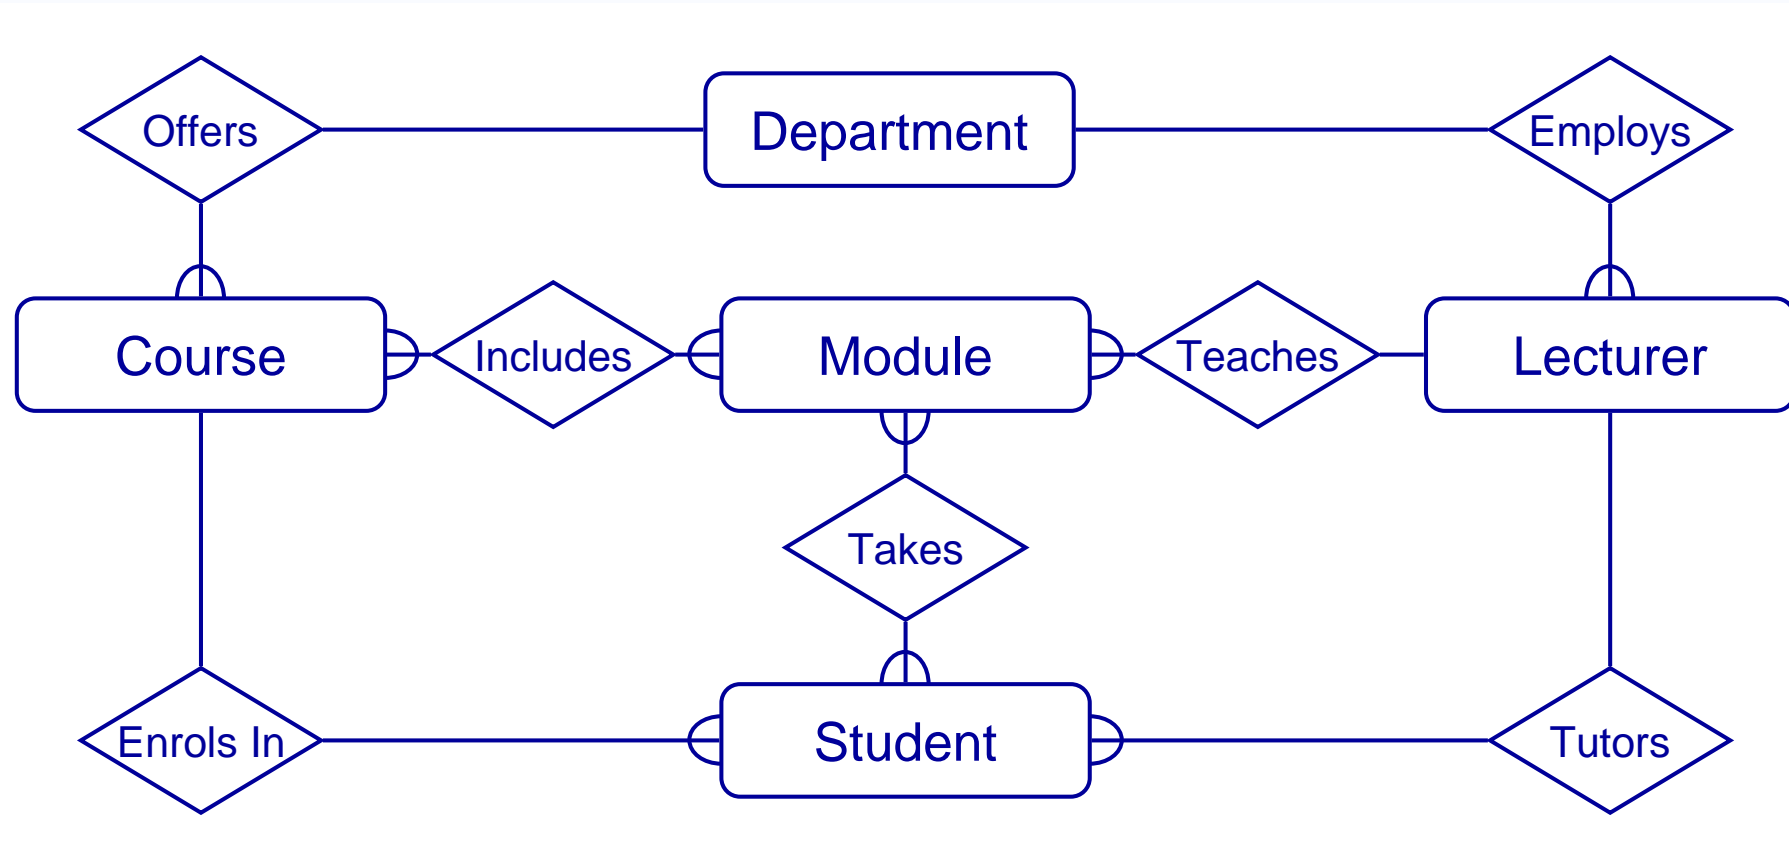 Offers
Department
Employs
Course
Includes
Module
Teaches
Lecturer
Takes
Enrols In
Student
Tutors